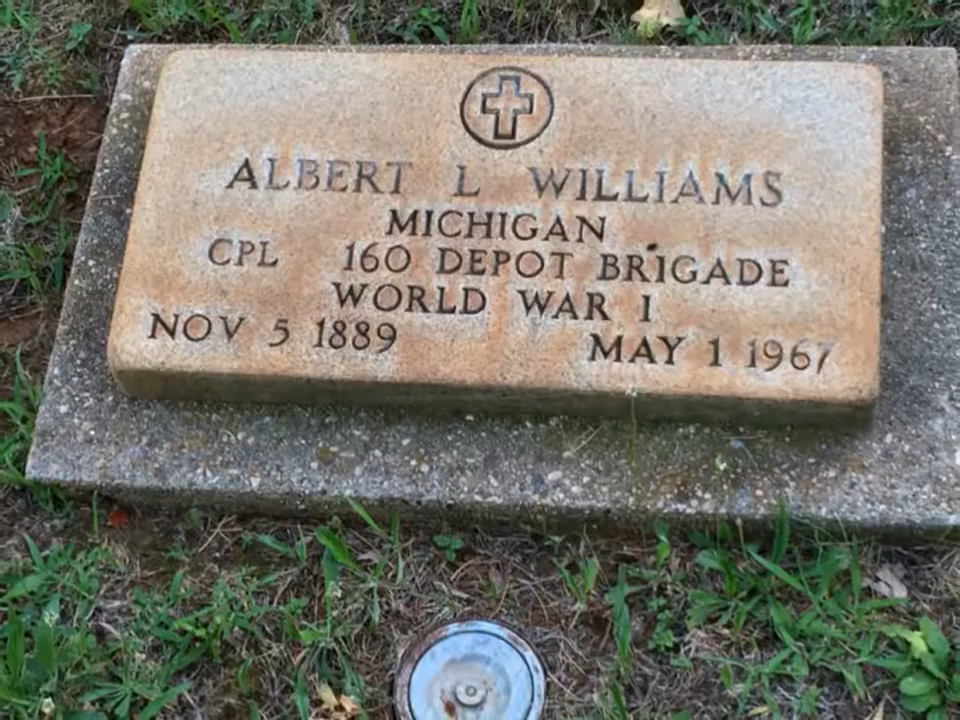 ALBERT L WILLIAMS
MICHIGAN
CPL 160 DEPOT BRIGADE
WORLD WAR I
NOV 5 1889 MAY 1 1967